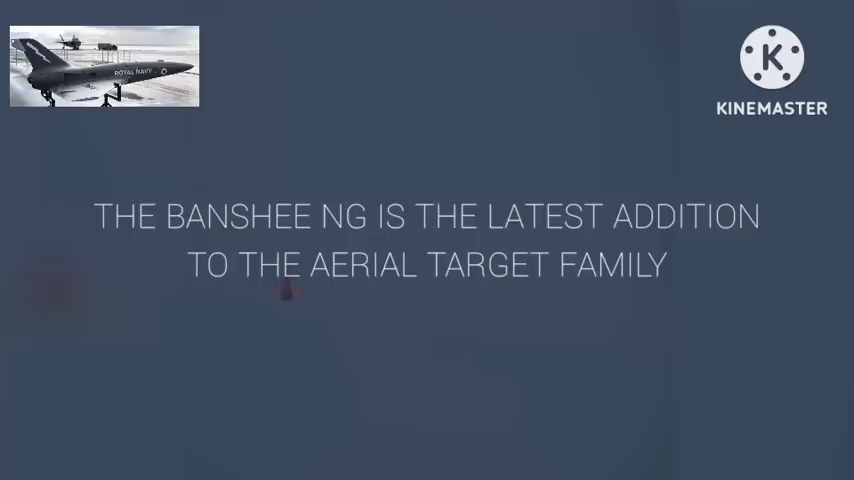 ROYAL NAVY
KINEMASTER
THE BANSHEE NG IS THE LATEST ADDITION
TO THE AERIAL TARGET FAMILY